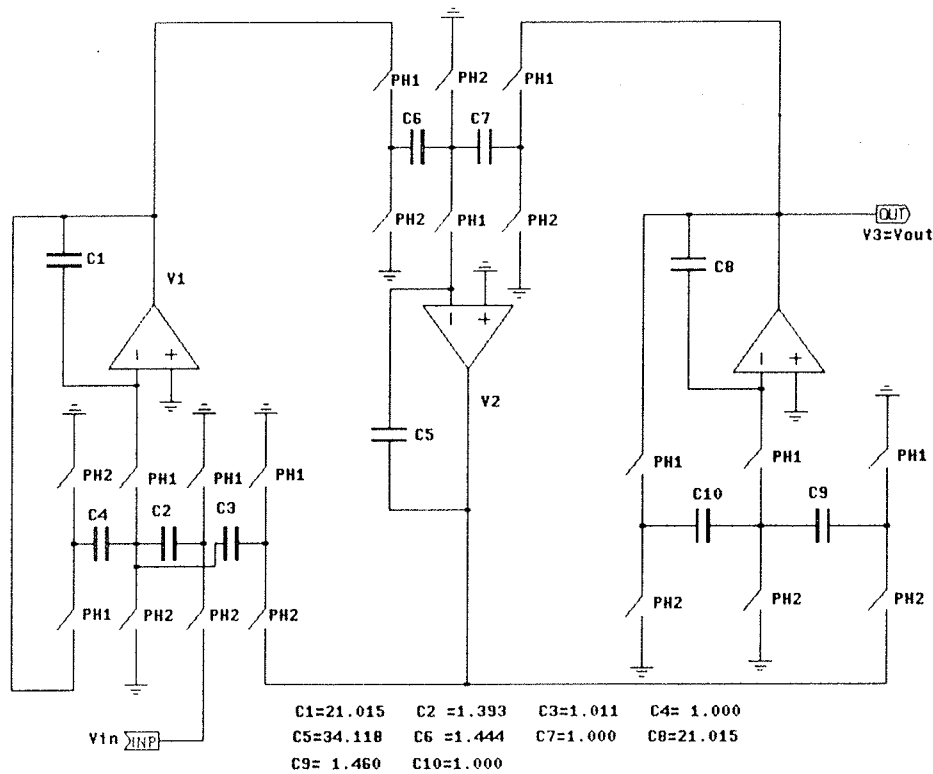 PH1 PH2 PH1
C6 C7
PH2 PH1 PH2
OUT
V3=Vout
C1
V1
C8
V2
C5
PH2 PH1 PH1 PH1
C4 C2 C3
PH1 PH2 PH2 PH2
PH1 PH1 PH1
C10 C9
PH2 PH2 PH2
Vin INP
C1=21.015 C2 =1.393 C3=1.011 C4= 1.000
C5=34.118 C6 =1.444 C7=1.000 C8=21.015
C9= 1.460 C10=1.000